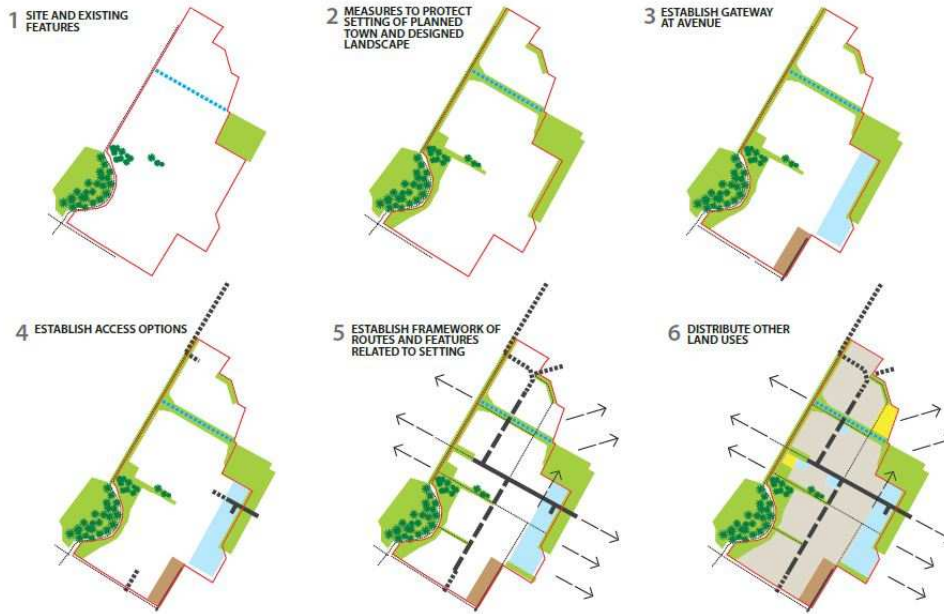 1 SITE AND EXISTING
FEATURES
2 MEASURES TO PROTECT
SETTING OF PLANNED
TOWN AND DESIGNED
LANDSCAPE
3 ESTABLISH GATEWAY
AT AVENUE
4 ESTABLISH ACCESS OPTIONS
5 ESTABLISH FRAMEWORK OF
ROUTES AND FEATURES
RELATED TO SETTING
6 DISTRIBUTE OTHER
LAND USES